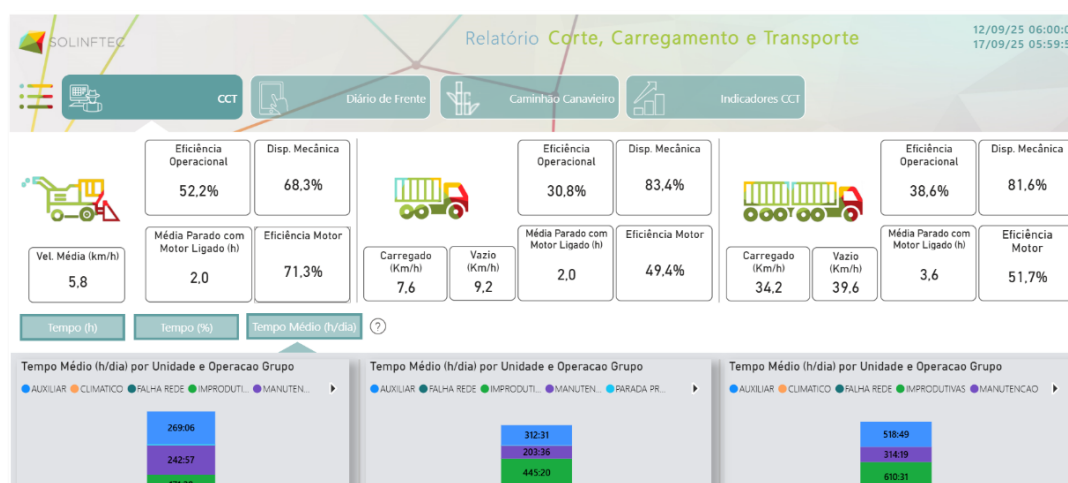 SOLINFTEC
Relatório Corte, Carregamento e Transporte
12/09/25 06:00:
17/09/25 05:59:
CCT
Diário de Frente
Caminhão Canavieiro
Indicadores CCT
Eficiência
Operacional
52,2%
Disp. Mecânica
68,3%
Vel. Média (km/h)
5,8
Média Parado com
Motor Ligado (h)
2,0
Eficiência Motor
71,3%
Eficiência
Operacional
30,8%
Disp. Mecânica
83,4%
Carregado
(Km/h)
7,6
Vazio
(Km/h)
9,2
Média Parado com
Motor Ligado (h)
2,0
Eficiência Motor
49,4%
Eficiência
Operacional
38,6%
Disp. Mecânica
81,6%
Carregado
(Km/h)
34,2
Vazio
(Km/h)
39,6
Média Parado com
Motor Ligado (h)
3,6
Eficiência
Motor
51,7%
Tempo (h)
Tempo (%)
Tempo Médio (h/dia)
?
Tempo Médio (h/dia) por Unidade e Operacao Grupo
AUXILIAR CLIMATICO FALHA REDE IMPRODUTI... MANUTEN...
269:06
242:57
Tempo Médio (h/dia) por Unidade e Operacao Grupo
AUXILIAR FALHA REDE IMPRODUTI... MANUTEN... PARADA PR...
312:31
203:36
445:20
Tempo Médio (h/dia) por Unidade e Operacao Grupo
AUXILIAR CLIMATICO FALHA REDE IMPRODUTIVAS MANUTENCAO
518:49
314:19
610:31